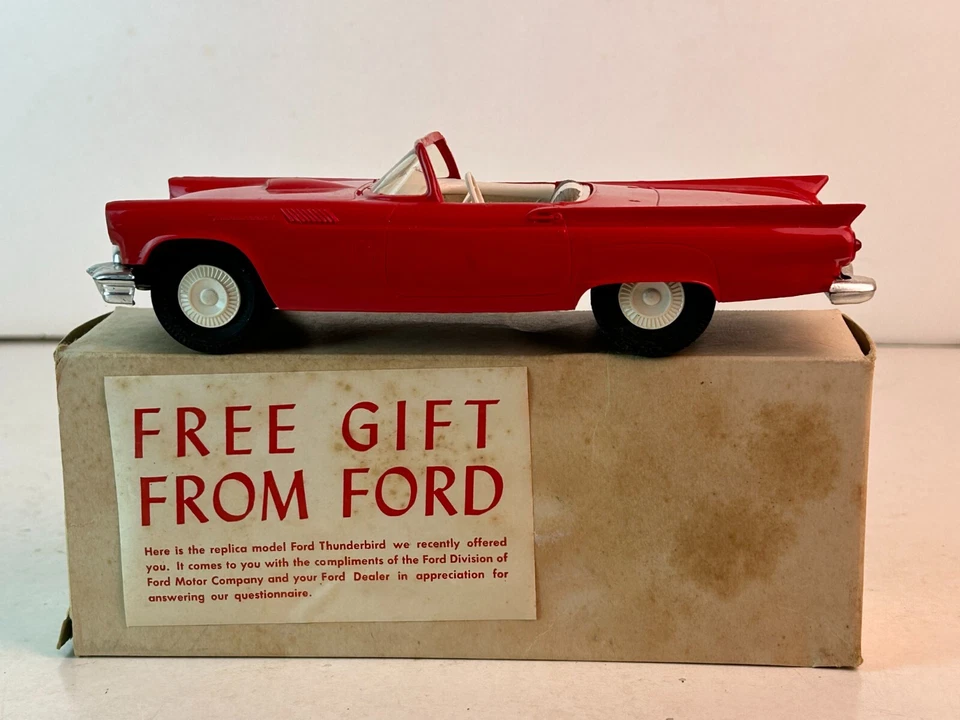 FREE GIFT
FROM FORD
Here is the replica model Ford Thunderbird we recently offered
you. It comes to you with the compliments of the Ford Division of
Ford Motor Company and your Ford Dealer in appreciation for
answering our questionnaire.